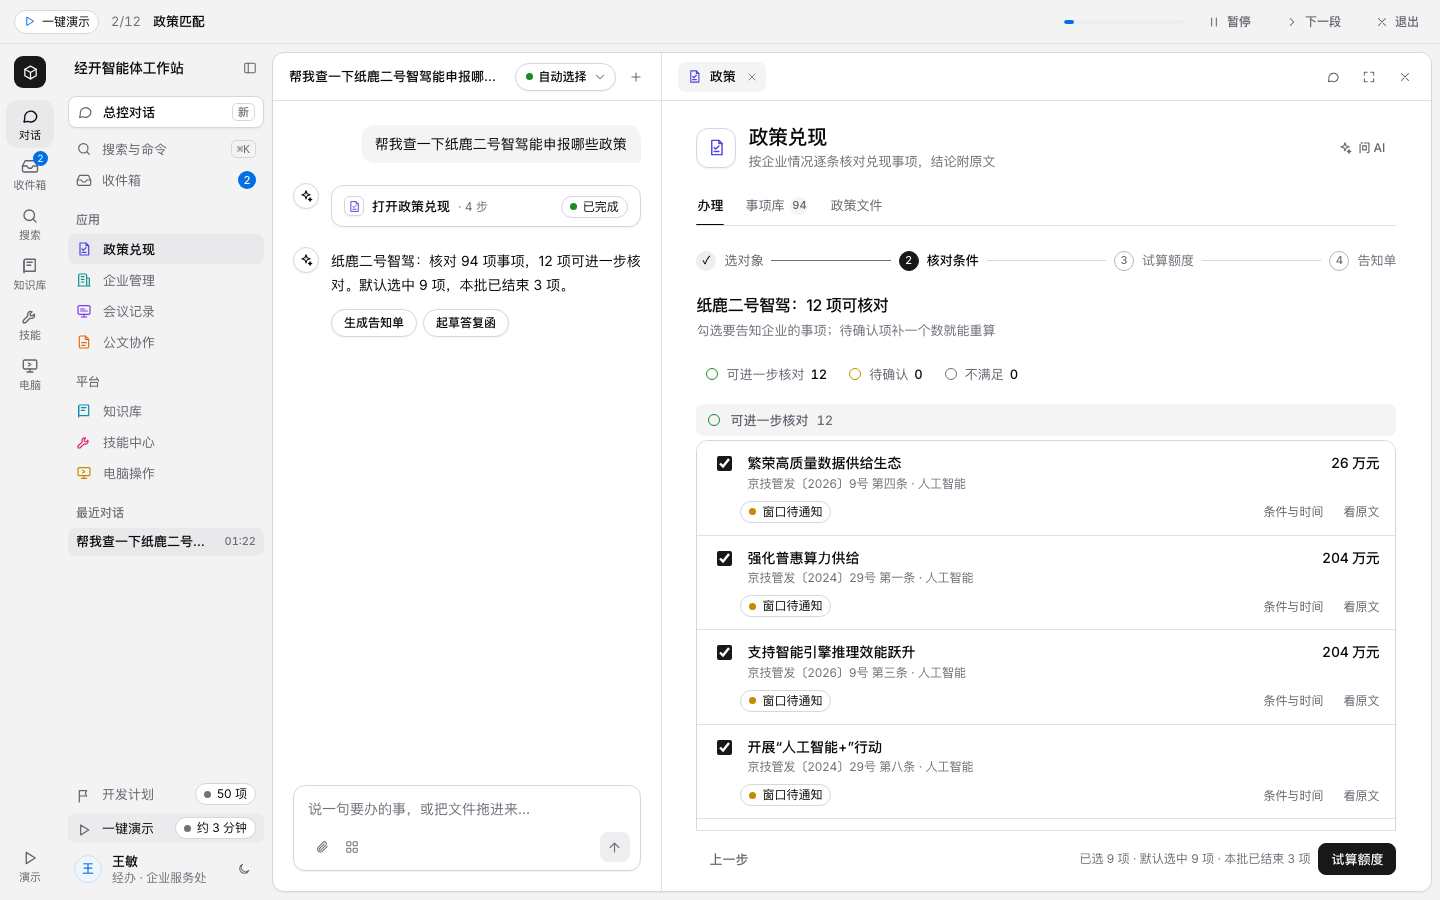 一键演示
2/12
政策匹配
暂停
下一段
退出
对话
2
收件箱
搜索
知识库
技能
电脑
演示
经开智能体工作站
总控对话
新
搜索与命令
⌘K
收件箱
2
应用
政策兑现
企业管理
会议记录
公文协作
平台
知识库
技能中心
电脑操作
最近对话
帮我查一下纸鹿二号...
01:22
开发计划
50 项
一键演示
约 3 分钟
王
王敏
经办 · 企业服务处
帮我查一下纸鹿二号智驾能申报哪...
自动选择
帮我查一下纸鹿二号智驾能申报哪些政策
打开政策兑现 · 4 步
已完成
纸鹿二号智驾：核对 94 项事项，12 项可进一步核
对。默认选中 9 项，本批已结束 3 项。
生成告知单
起草答复函
说一句要办的事，或把文件拖进来...
政策
政策兑现
按企业情况逐条核对兑现事项，结论附原文
问 AI
办理
事项库 94
政策文件
选对象
2 核对条件
3 试算额度
4 告知单
纸鹿二号智驾：12 项可核对
勾选要告知企业的事项；待确认项补一个数就能重算
可进一步核对 12
待确认 0
不满足 0
可进一步核对 12
繁荣高质量数据供给生态
26 万元
京技管发〔2026〕9号 第四条 · 人工智能
窗口待通知
条件与时间
看原文
强化普惠算力供给
204 万元
京技管发〔2024〕29号 第一条 · 人工智能
窗口待通知
条件与时间
看原文
支持智能引擎推理效能跃升
204 万元
京技管发〔2026〕9号 第三条 · 人工智能
窗口待通知
条件与时间
看原文
开展“人工智能+”行动
京技管发〔2024〕29号 第八条 · 人工智能
窗口待通知
条件与时间
看原文
上一步
已选 9 项 · 默认选中 9 项 · 本批已结束 3 项
试算额度